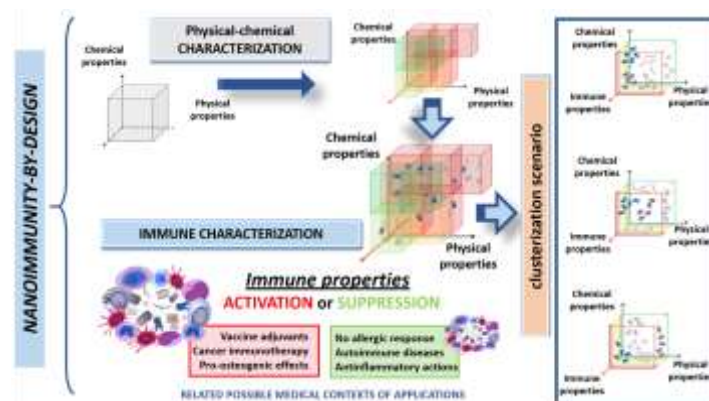 NANOIMMUNITY-BY-DESIGN
Physical-chemical
CHARACTERIZATION
Chemical
properties
Physical
properties
Chemical
properties
Physical
properties
Chemical
properties
Physical
properties
IMMUNE CHARACTERIZATION
Immune properties
ACTIVATION or SUPPRESSION
Vaccine adjuvants
Cancer immunotherapy
Pro-osteogenic effects
No allergic response
Autoimmune diseases
Antinflammatory actions
RELATED POSSIBLE MEDICAL CONTEXTS OF APPLICATIONS
clusterization scenario
Chemical
properties
Immune
properties
Physical
properties
Chemical
properties
Immune
properties
Physical
properties
Chemical
properties
Immune
properties
Physical
properties